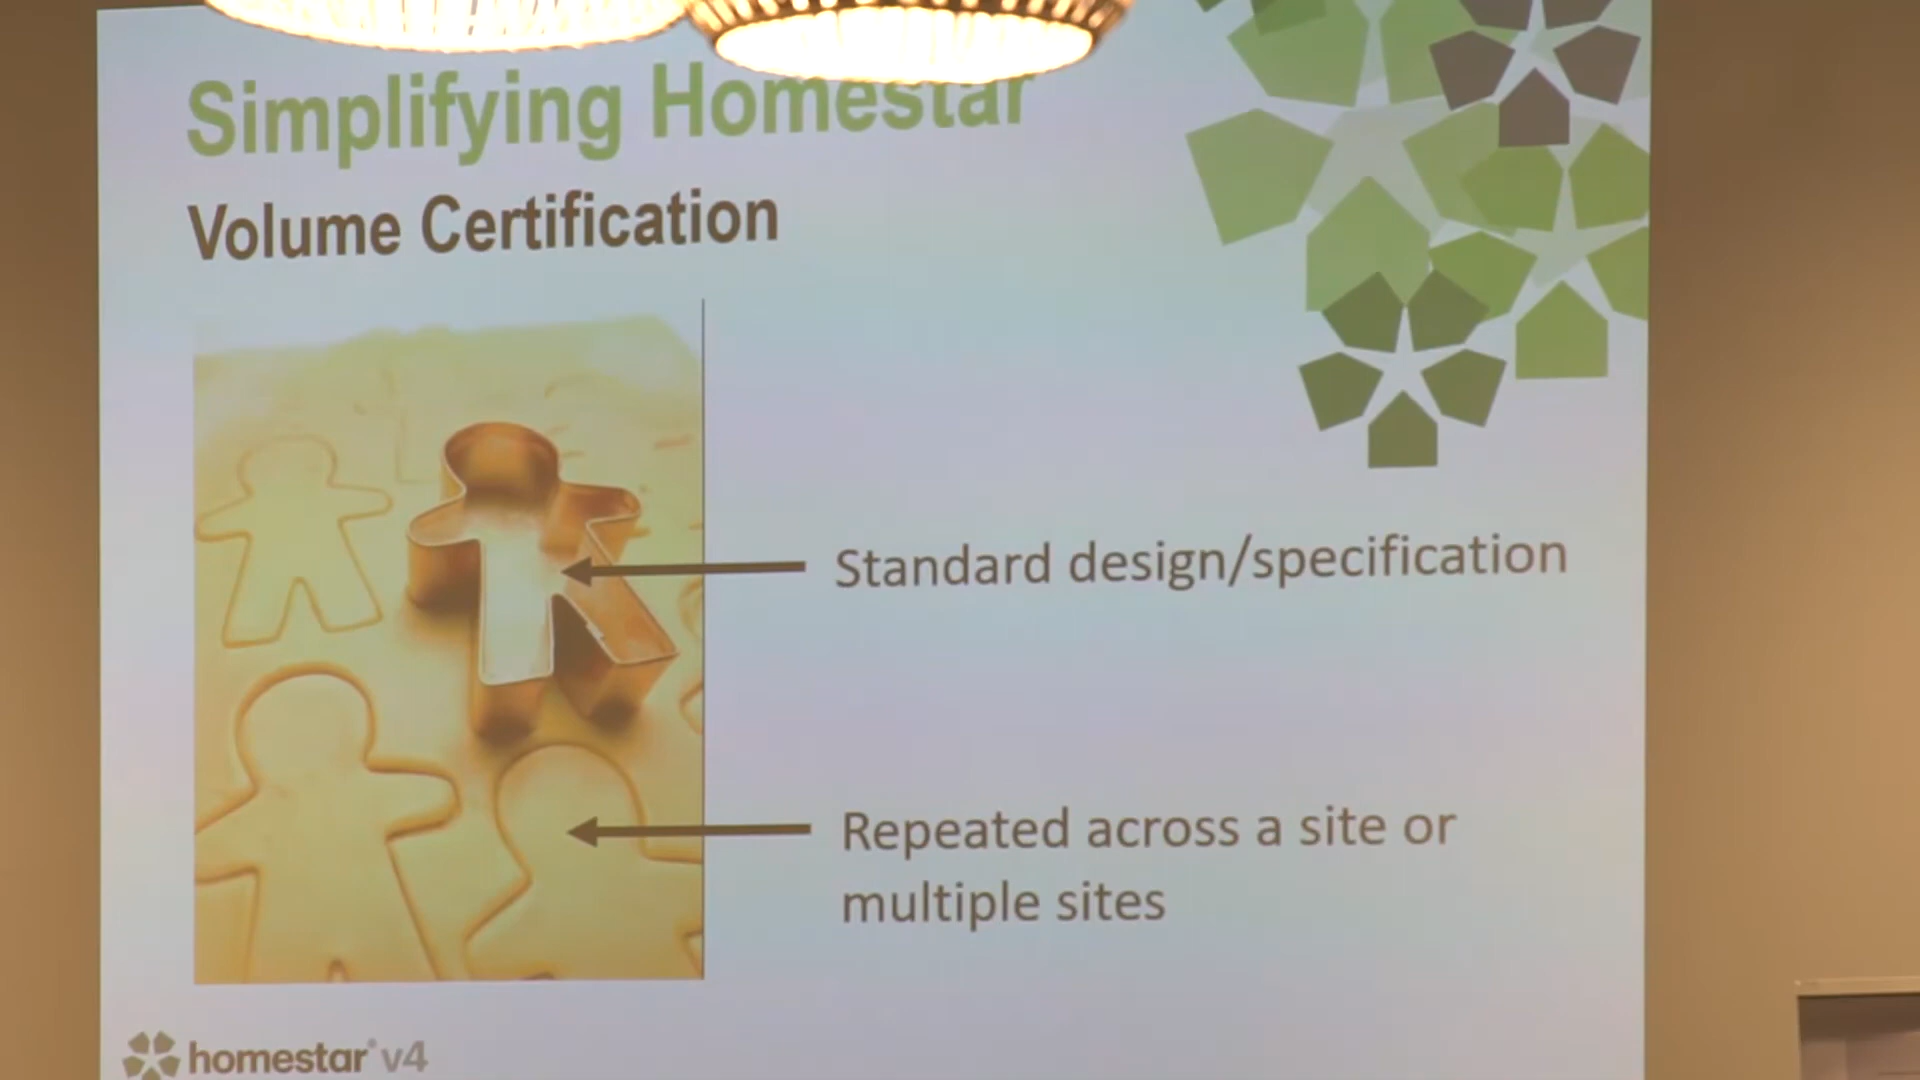 Simplifying Homestar
Volume Certification
Standard design/specification
Repeated across a site or
multiple sites
homestar® v4